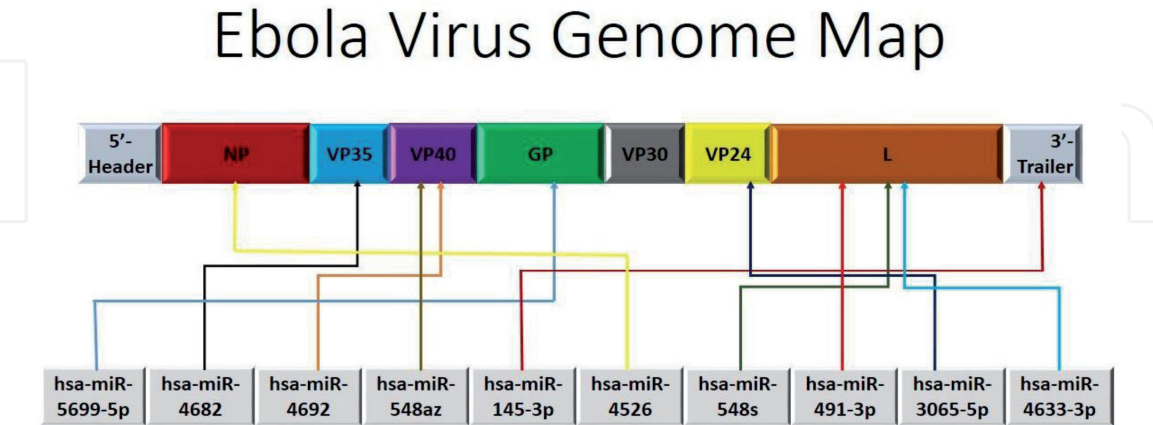 Ebola Virus Genome Map
5'-
Header
NP
VP35
VP40
GP
VP30
VP24
L
3'-
Trailer
hsa-miR-
5699-5p
hsa-miR-
4682
hsa-miR-
4692
hsa-miR-
548az
hsa-miR-
145-3p
hsa-miR-
4526
hsa-miR-
548s
hsa-miR-
491-3p
hsa-miR-
3065-5p
hsa-miR-
4633-3p